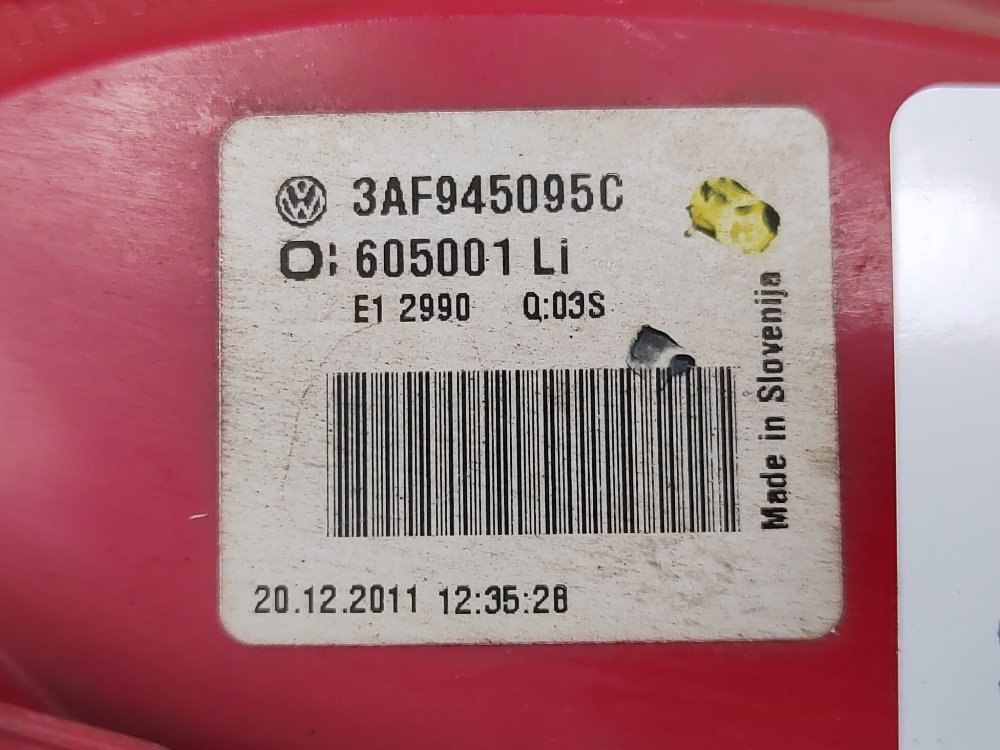 3AF945095C
O: 605001 Li
E1 2990 Q:03S
Made in Slovenija
20.12.2011 12:35:28